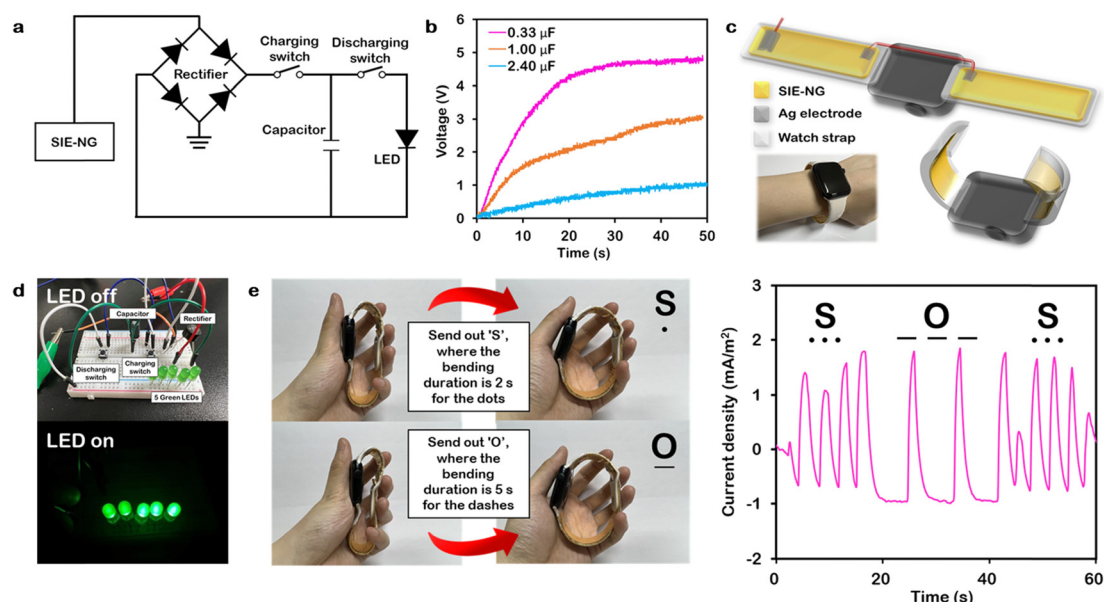 a
Rectifier
Charging
switch
Discharging
switch
SIE-NG
Capacitor
LED
b
0.33 μF
1.00 μF
2.40 μF
Voltage (V)
6
5
4
3
2
1
0
0 10 20 30 40 50
Time (s)
c
SIE-NG
Ag electrode
Watch strap
d
LED off
Capacitor
Rectifier
Discharging
switch
Charging
switch
5 Green LEDs
LED on
e
Send out 'S',
where the
bending
duration is 2 s
for the dots
S
Send out 'O',
where the
bending
duration is 5 s
for the dashes
O
Current density (mA/m²)
3
2
1
0
-1
-2
S O S
0 20 40 60
Time (s)